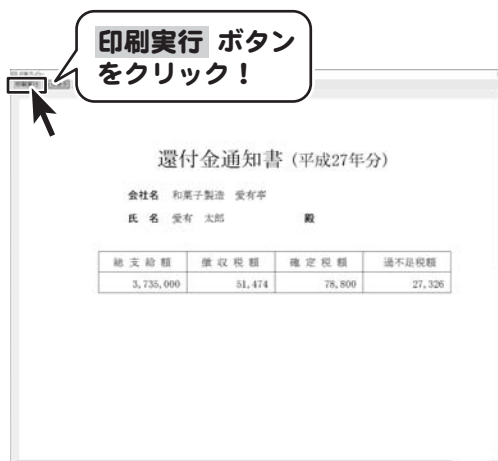 印刷実行 ボタン
をクリック！
還付金通知書 (平成27年分)
会社名 和菓子製造 愛有亭
氏 名 愛有 太郎 殿
総支給額 徴収税額 確定税額 過不足税額
3,735,000 51,474 78,800 27,326